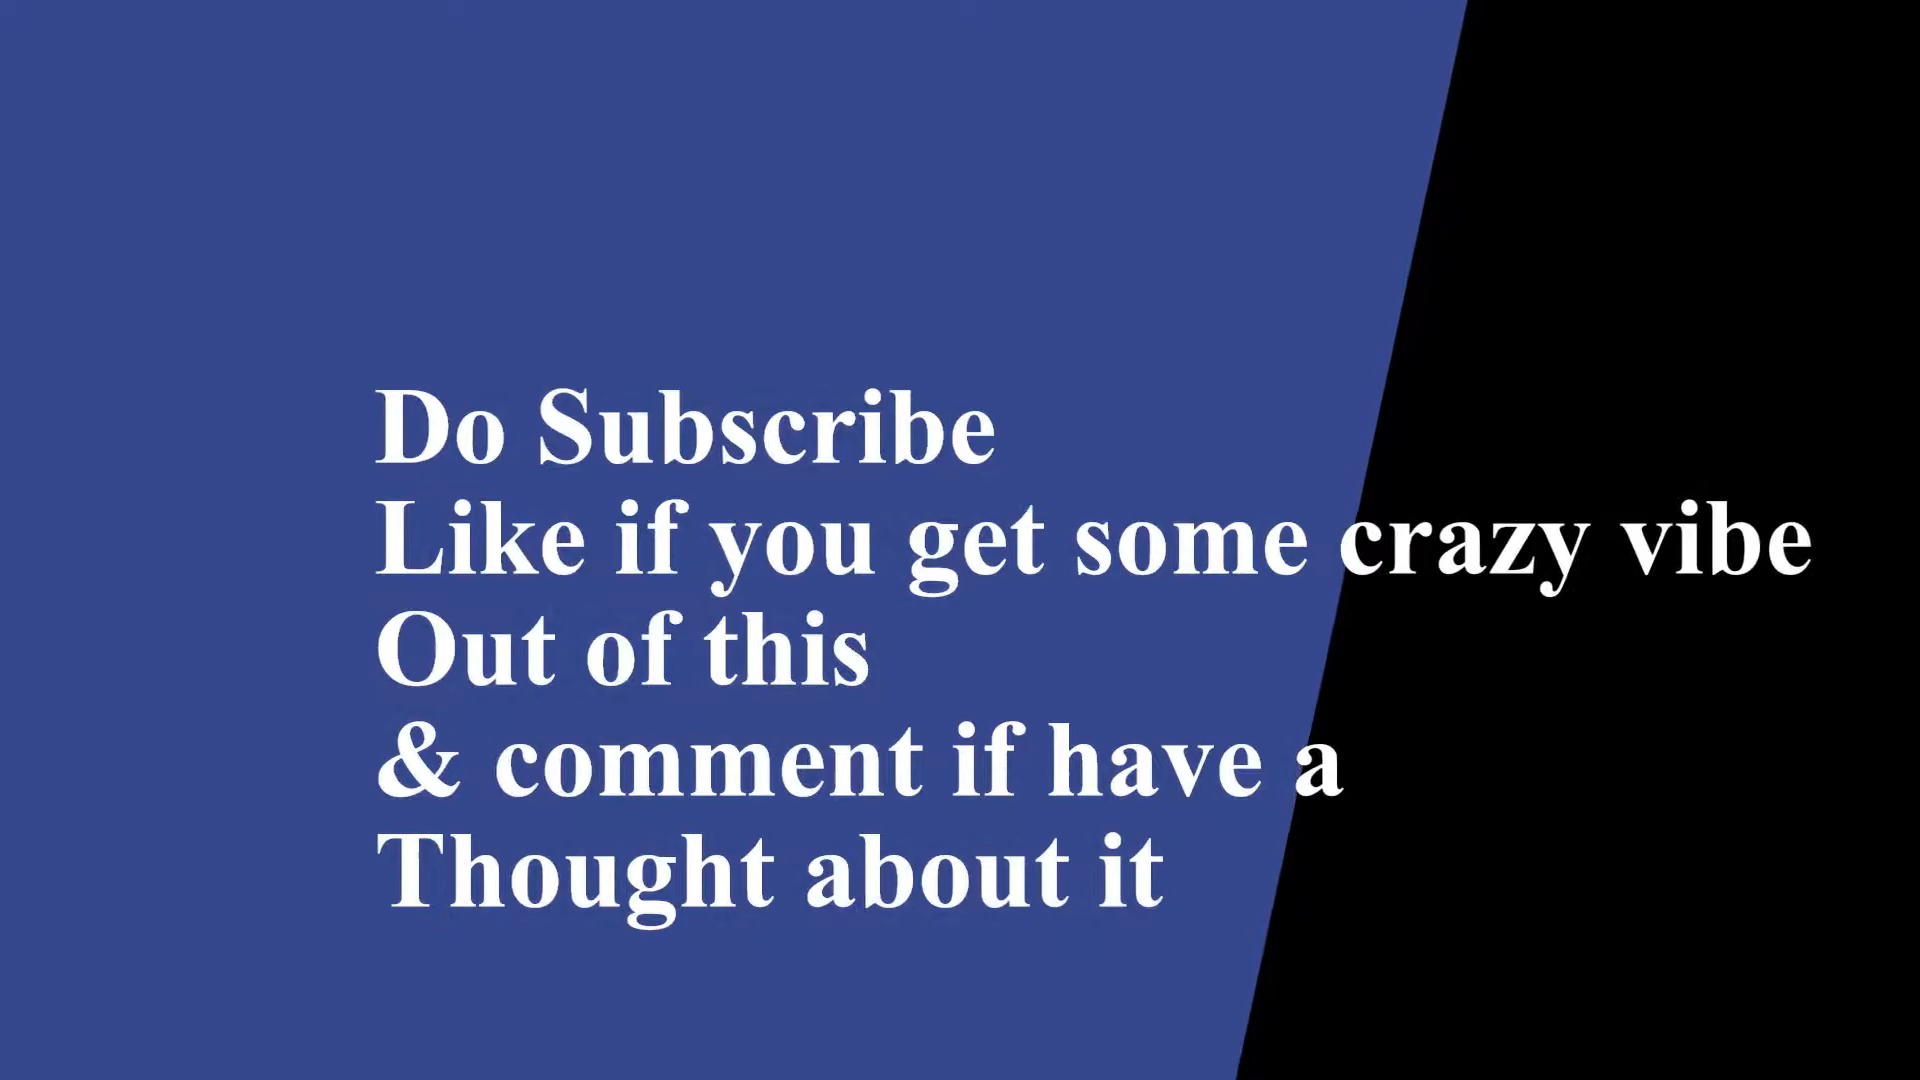 Do Subscribe
Like if you get some crazy vibe
Out of this
& comment if have a
Thought about it